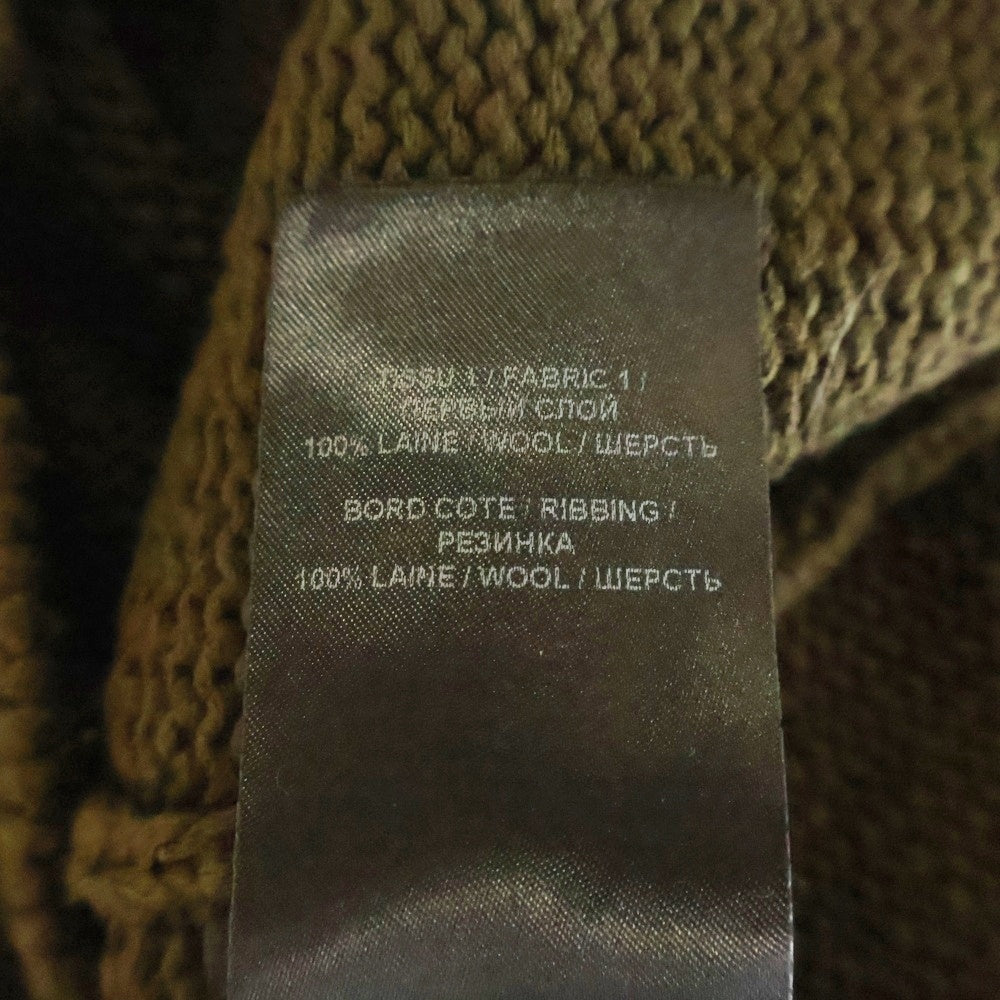 TISSU 1 / FABRIC 1 /
ПЕРВЫЙ СЛОЙ
100% LAINE / WOOL / ШЕРСТЬ
BORD COTE / RIBBING /
РЕЗИНКА
100% LAINE / WOOL / ШЕРСТЬ